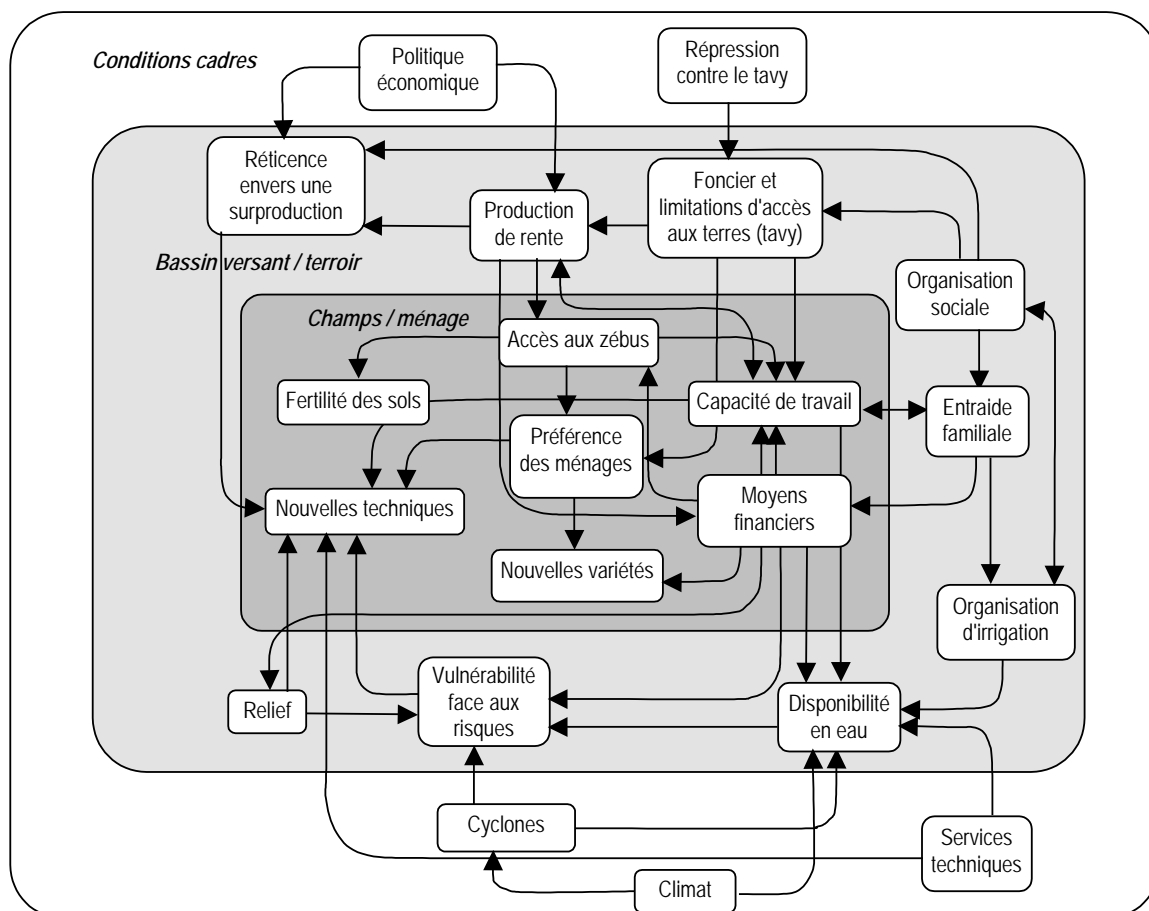 Conditions cadres
Politique
économique
Répression
contre le tavy
Réticence
envers une
surproduction
Production
de rente
Foncier et
limitations d'accès
aux terres (tavy)
Bassin versant / terroir
Organisation
sociale
Champs / ménage
Accès aux zébus
Fertilité des sols
Capacité de travail
Entraide
familiale
Préférence
des ménages
Nouvelles techniques
Moyens
financiers
Nouvelles variétés
Organisation
d'irrigation
Relief
Vulnérabilité
face aux
risques
Disponibilité
en eau
Cyclones
Services
techniques
Climat